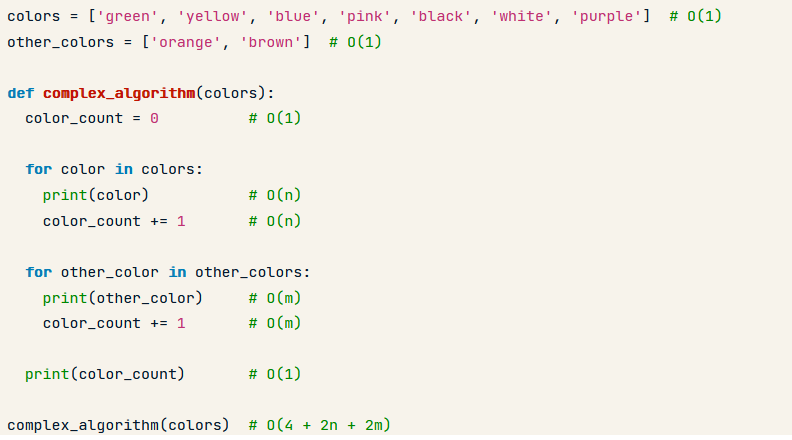 colors = ['green', 'yellow', 'blue', 'pink', 'black', 'white', 'purple']  # O(1)
other_colors = ['orange', 'brown']  # O(1)

def complex_algorithm(colors):
  color_count = 0          # O(1)

  for color in colors:
    print(color)           # O(n)
    color_count += 1       # O(n)

  for other_color in other_colors:
    print(other_color)     # O(m)
    color_count += 1       # O(m)

  print(color_count)       # O(1)

complex_algorithm(colors)  # O(4 + 2n + 2m)